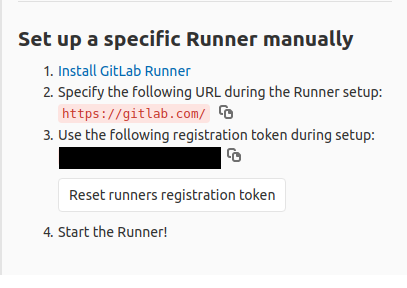 Set up a specific Runner manually
1. Install GitLab Runner
2. Specify the following URL during the Runner setup:
https://gitlab.com/
3. Use the following registration token during setup:
Reset runners registration token
4. Start the Runner!